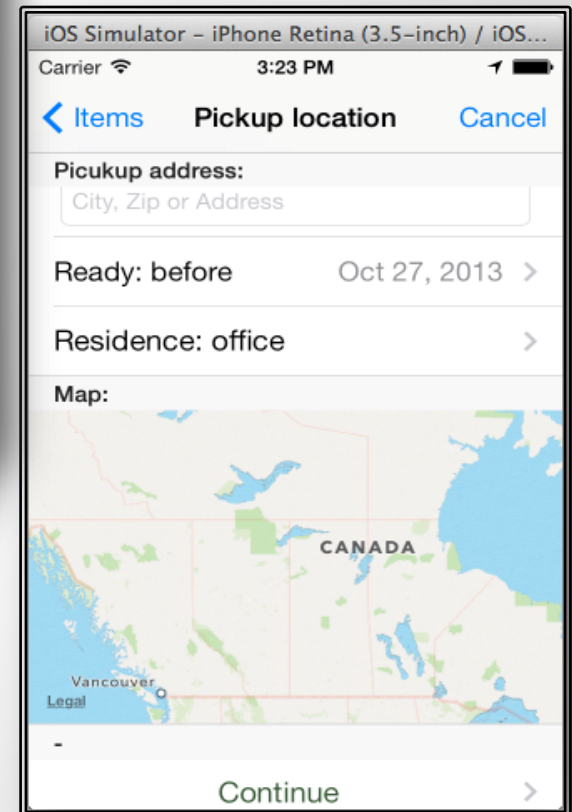 iOS Simulator – iPhone Retina (3.5–inch) / iOS...
Carrier 3:23 PM
Items Pickup location Cancel
Picukup address:
City, Zip or Address
Ready: before Oct 27, 2013
Residence: office
Map:
CANADA
Vancouver
Legal
-
Continue